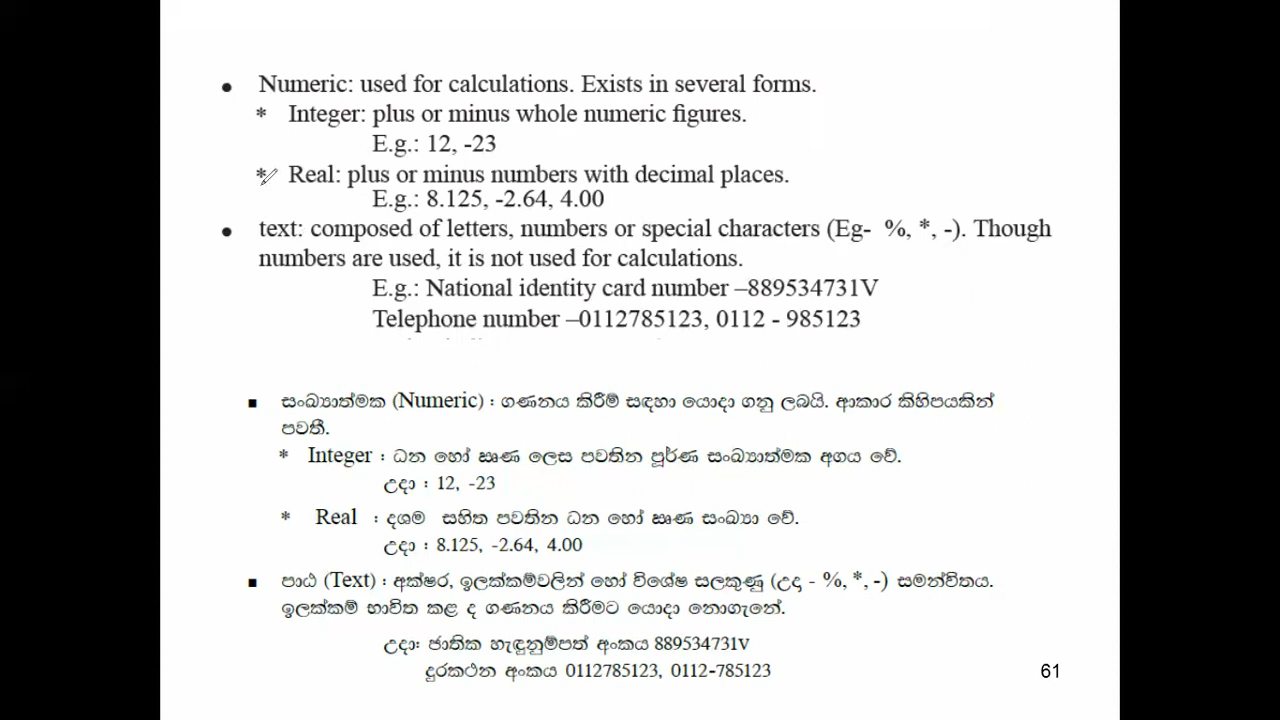 • Numeric: used for calculations. Exists in several forms.
* Integer: plus or minus whole numeric figures.
E.g.: 12, -23
* Real: plus or minus numbers with decimal places.
E.g.: 8.125, -2.64, 4.00
• text: composed of letters, numbers or special characters (Eg- %, *, -). Though
numbers are used, it is not used for calculations.
E.g.: National identity card number –889534731V
Telephone number –0112785123, 0112 - 985123
▪ සංඛ්‍යාත්මක (Numeric) : ගණනය කිරීම් සඳහා යොදා ගනු ලබයි. ආකාර කිහිපයකින්
පවතී.
* Integer : ධන හෝ ඍණ ලෙස පවතින පූර්ණ සංඛ්‍යාත්මක අගය වේ.
උදා : 12, -23
* Real : දශම සහිත පවතින ධන හෝ ඍණ සංඛ්‍යා වේ.
උදා : 8.125, -2.64, 4.00
▪ පාඨ (Text) : අක්ෂර, ඉලක්කම්වලින් හෝ විශේෂ සලකුණු (උදා - %, *, -) සමන්විතය.
ඉලක්කම් භාවිත කළ ද ගණනය කිරීමට යොදා නොගැනේ.
උදා: ජාතික හැඳුනුම්පත් අංකය 889534731V
දුරකථන අංකය 0112785123, 0112-785123
61